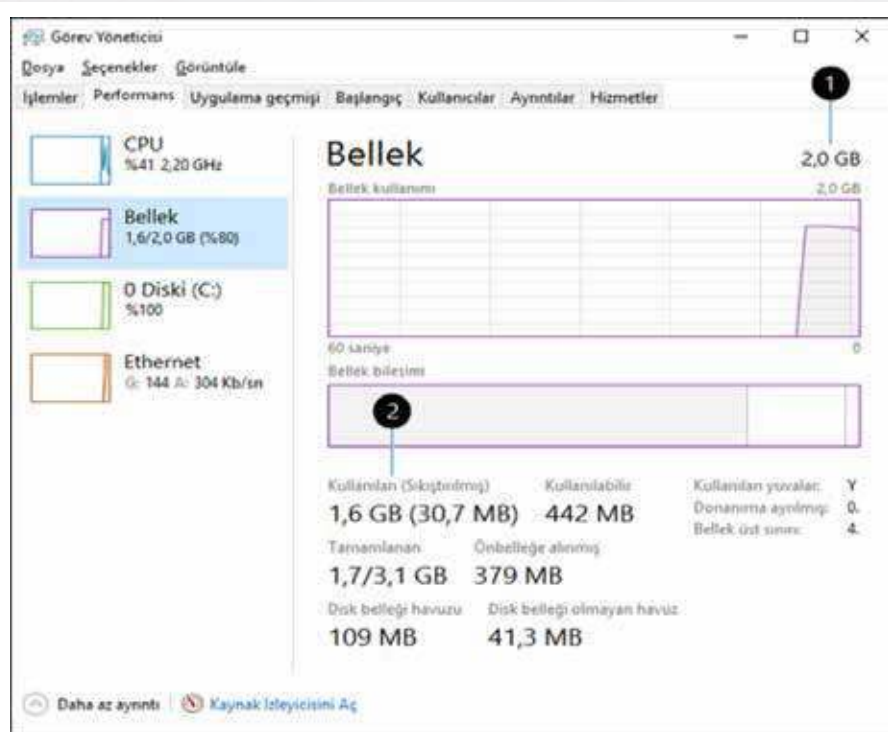 Görev Yöneticisi
Dosya Seçenekler Görüntüle
İşlemler Performans Uygulama geçmişi Başlangıç Kullanıcılar Ayrıntılar Hizmetler
1
CPU
%41 2,20 GHz
Bellek
1,6/2,0 GB (%80)
0 Diski (C:)
%100
Ethernet
G: 144 A: 304 Kb/sn
Bellek 2,0 GB
Bellek kullanımı 2,0 GB
60 saniye 0
Bellek bileşimi
2
Kullanılan (Sıkıştırılmış) Kullanılabilir
1,6 GB (30,7 MB) 442 MB
Tamamlanan Önbelleğe alınmış
1,7/3,1 GB 379 MB
Disk belleği havuzu Disk belleği olmayan havuz
109 MB 41,3 MB
Kullanılan yuvalar: Y
Donanıma ayrılmış: 0.
Bellek üst sınırı: 4.
Daha az ayrıntı Kaynak İzleyicisini Aç